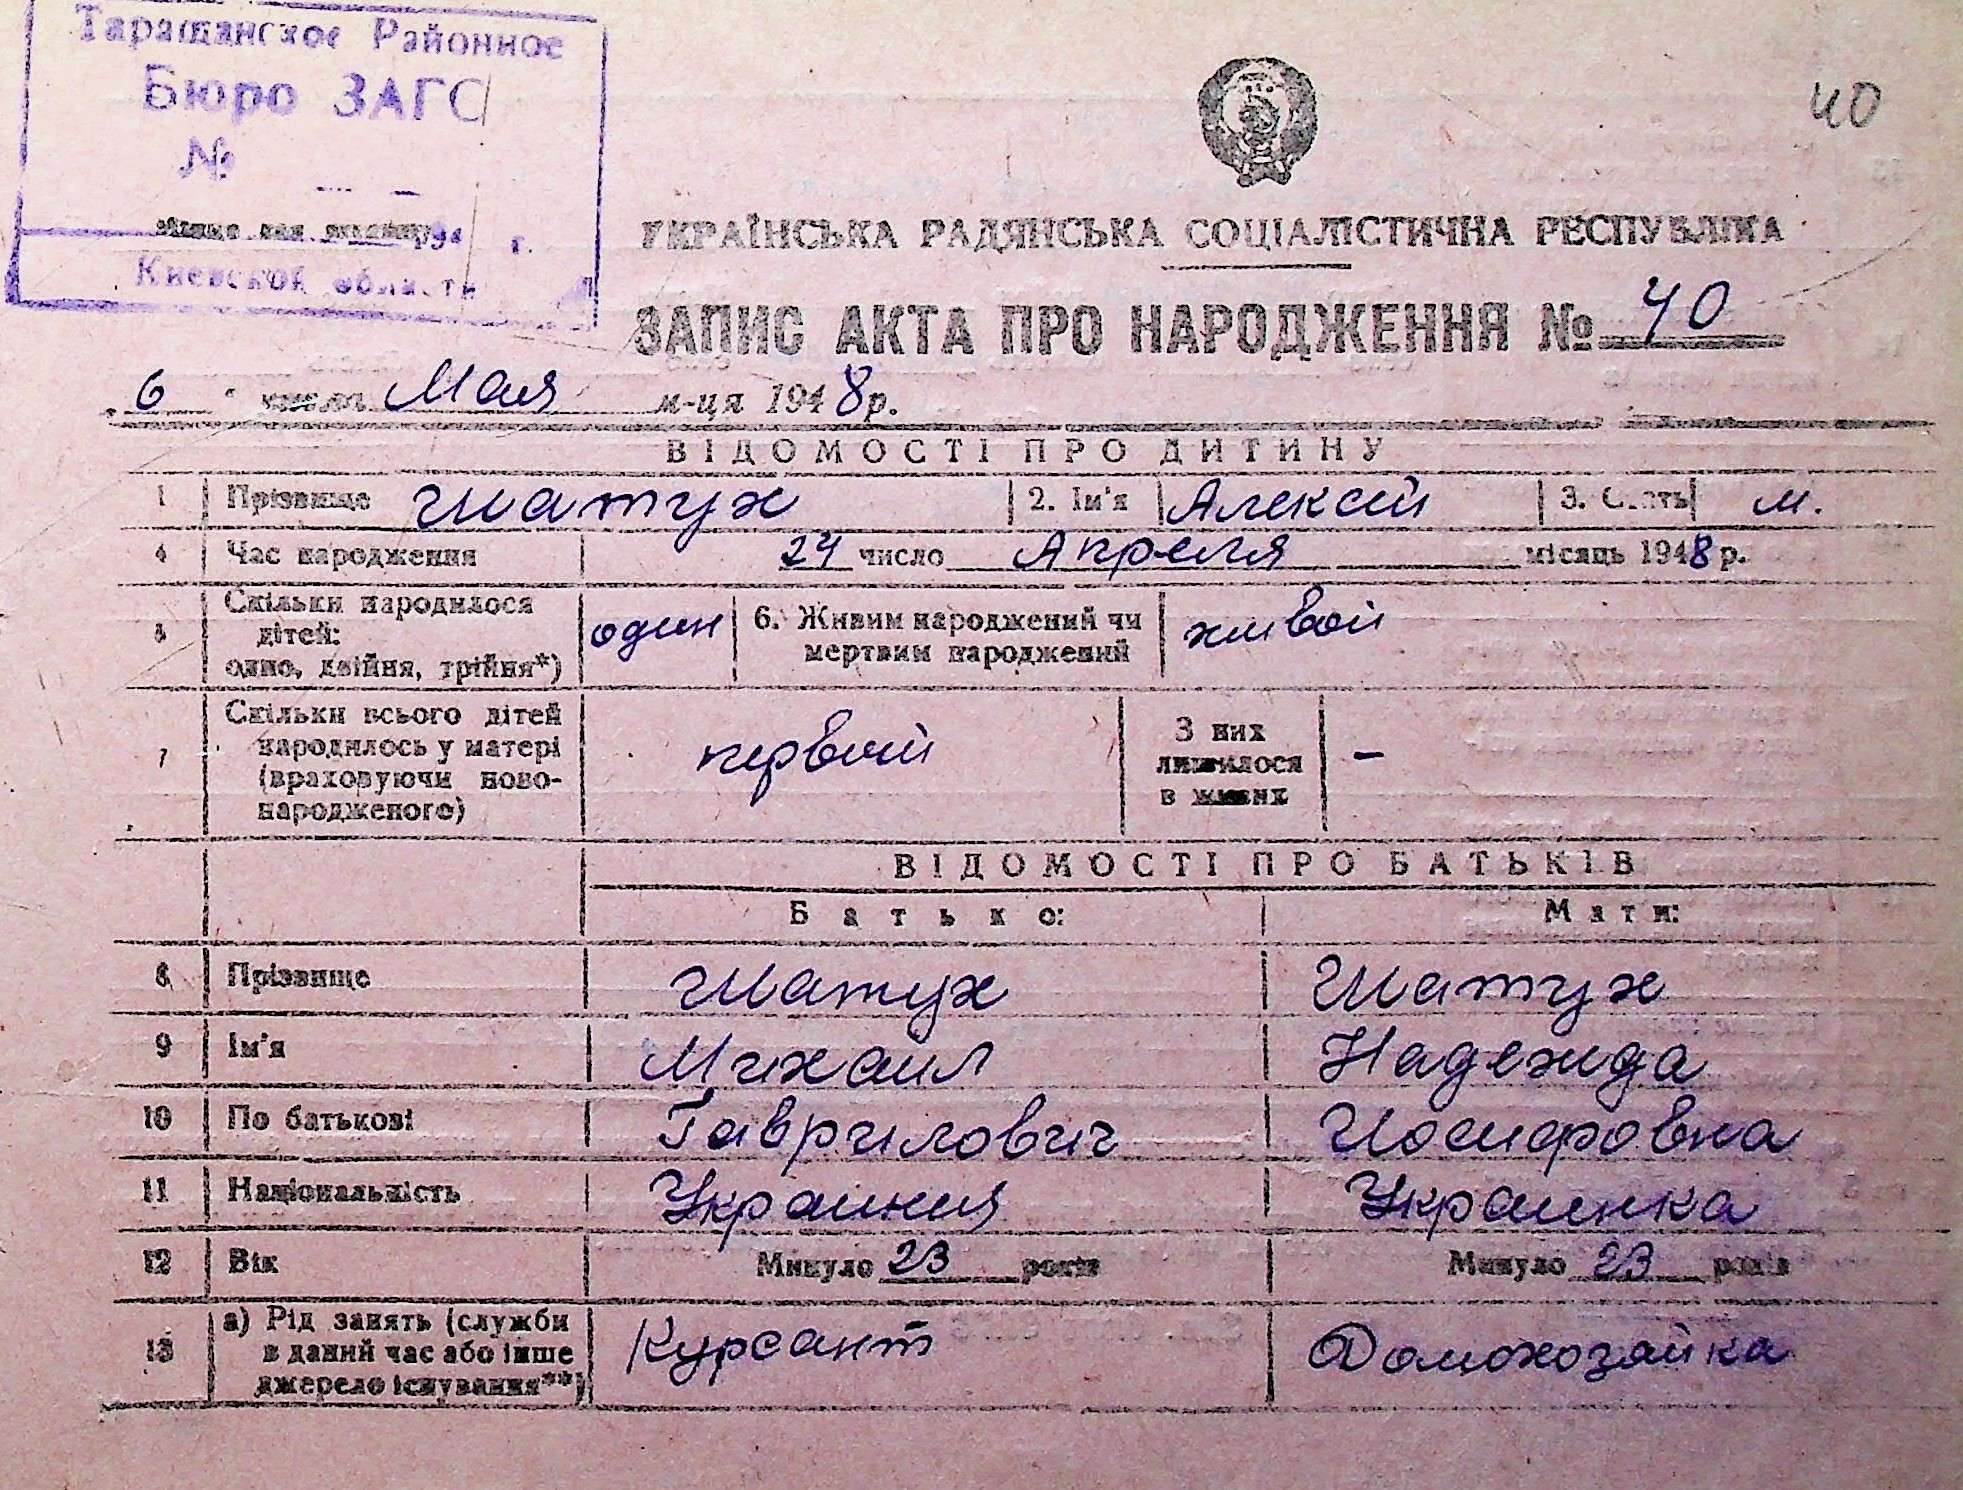 Таращанское Районное
Бюро ЗАГС
№
г.
Киевской области
40
УКРАЇНСЬКА РАДЯНСЬКА СОЦІАЛІСТИЧНА РЕСПУБЛІКА
ЗАПИС АКТА ПРО НАРОДЖЕННЯ № 40
„6“ числа Мая м-ця 1948 р.
ВІДОМОСТІ ПРО ДИТИНУ
1 Прізвище Шатух 2. Ім'я Алексей 3. Стать м.
4 Час народження 24 число Апреля місяць 1948 р.
5 Скільки народилося
дітей:
одно, двійня, трійня*) один 6. Живим народжений чи
мертвим народжений живой
7 Скільки всього дітей
народилось у матері
(враховуючи ново-
народженого) первый З них
лишилося
в живих –
ВІДОМОСТІ ПРО БАТЬКІВ
Батько: Мати:
8 Прізвище Шатух Шатух
9 Ім'я Михаил Надежда
10 По батькові Гаврилович Иосифовна
11 Національність Украинец Украинка
12 Вік Минуло 23 років Минуло 23 років
13 а) Рід занять (служби
в даний час або інше
джерело існування**) Курсант Домохозяйка